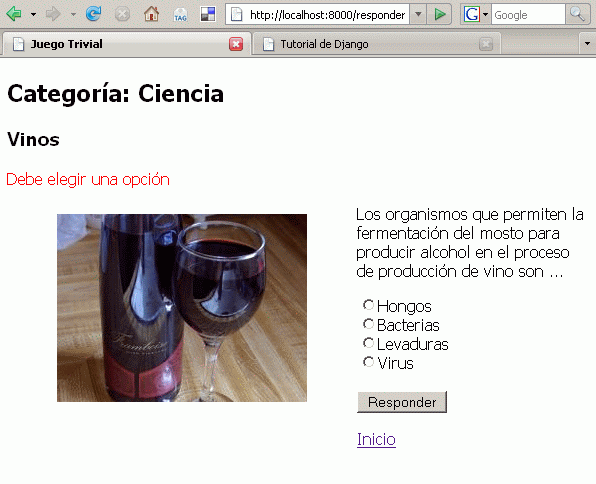 TAG
http://localhost:8000/responder
G
Google
Juego Trivial
Tutorial de Django
Categoría: Ciencia
Vinos
Debe elegir una opción
Framboise
Los organismos que permiten la
fermentación del mosto para
producir alcohol en el proceso
de producción de vino son ...
Hongos
Bacterias
Levaduras
Virus
Responder
Inicio